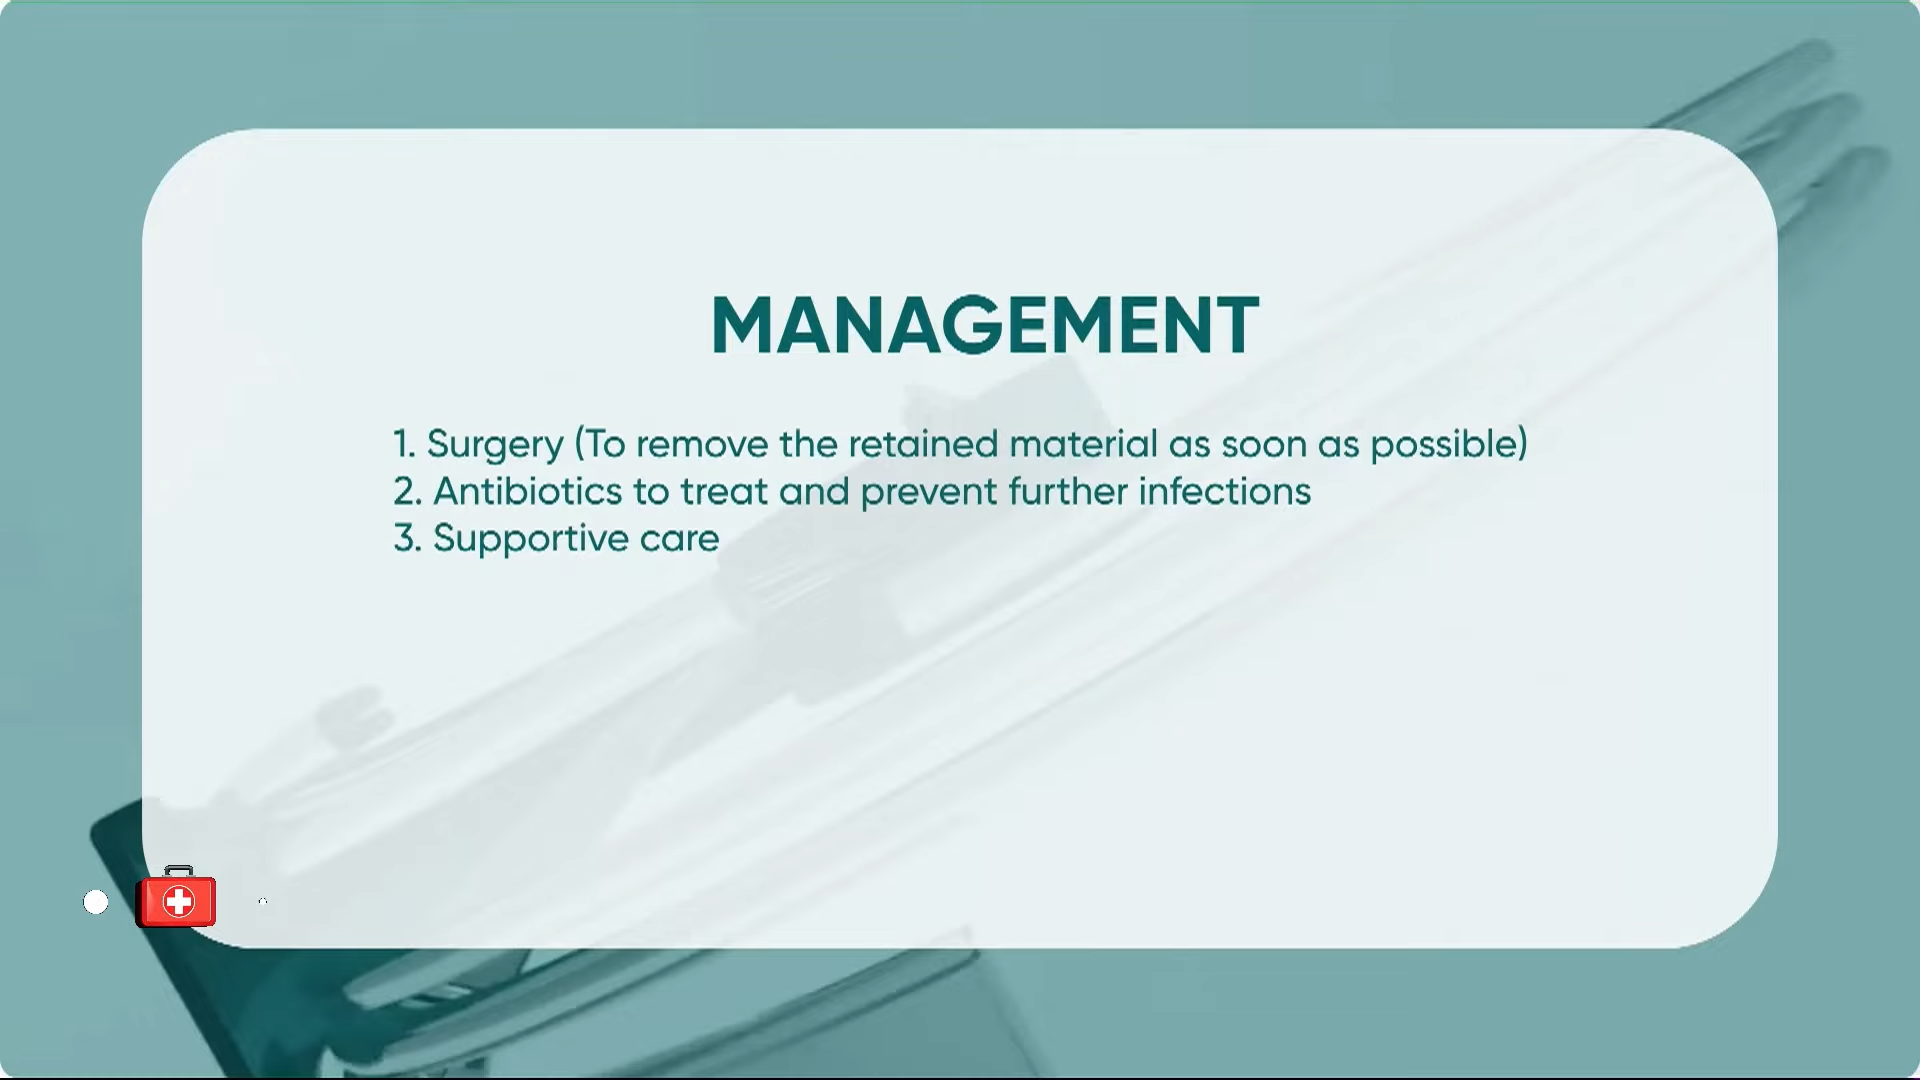 MANAGEMENT
1. Surgery (To remove the retained material as soon as possible)
2. Antibiotics to treat and prevent further infections
3. Supportive care